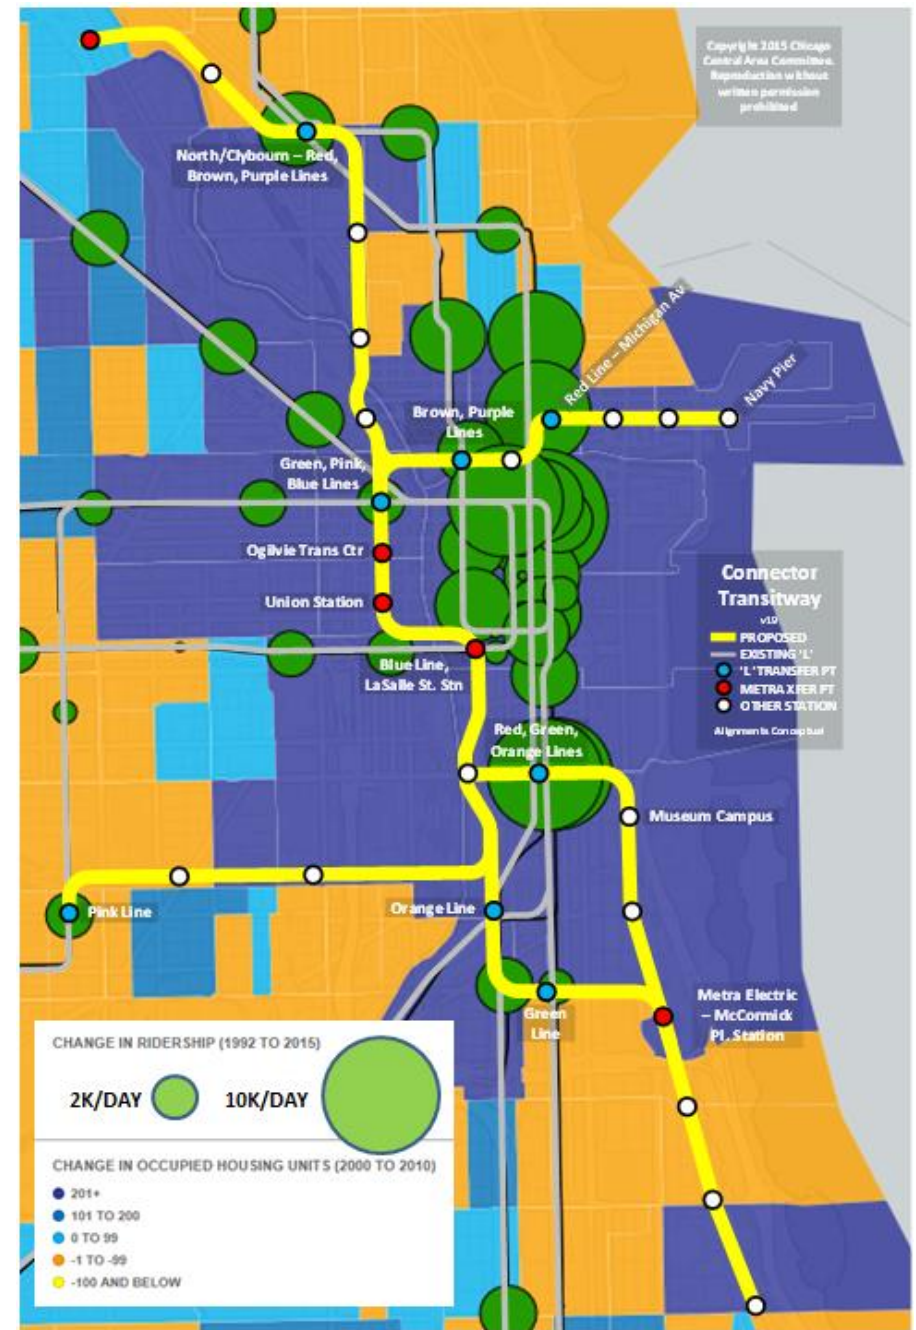 Copyright 2015 Chicago
Central Area Committee.
Reproduction without
written permission
prohibited
North/Clybourn – Red,
Brown, Purple Lines
Red Line – Michigan Av
Navy Pier
Brown, Purple
Lines
Green, Pink,
Blue Lines
Ogilvie Trans Ctr
Union Station
Blue Line,
LaSalle St. Stn
Connector
Transitway
v19
PROPOSED
EXISTING 'L'
'L' TRANSFER PT
METRA XFER PT
OTHER STATION
Alignments Conceptual
Red, Green,
Orange Lines
Museum Campus
Pink Line
Orange Line
Green
Line
Metra Electric
– McCormick
Pl. Station
CHANGE IN RIDERSHIP (1992 TO 2015)
2K/DAY 10K/DAY
CHANGE IN OCCUPIED HOUSING UNITS (2000 TO 2010)
201+
101 TO 200
0 TO 99
-1 TO -99
-100 AND BELOW